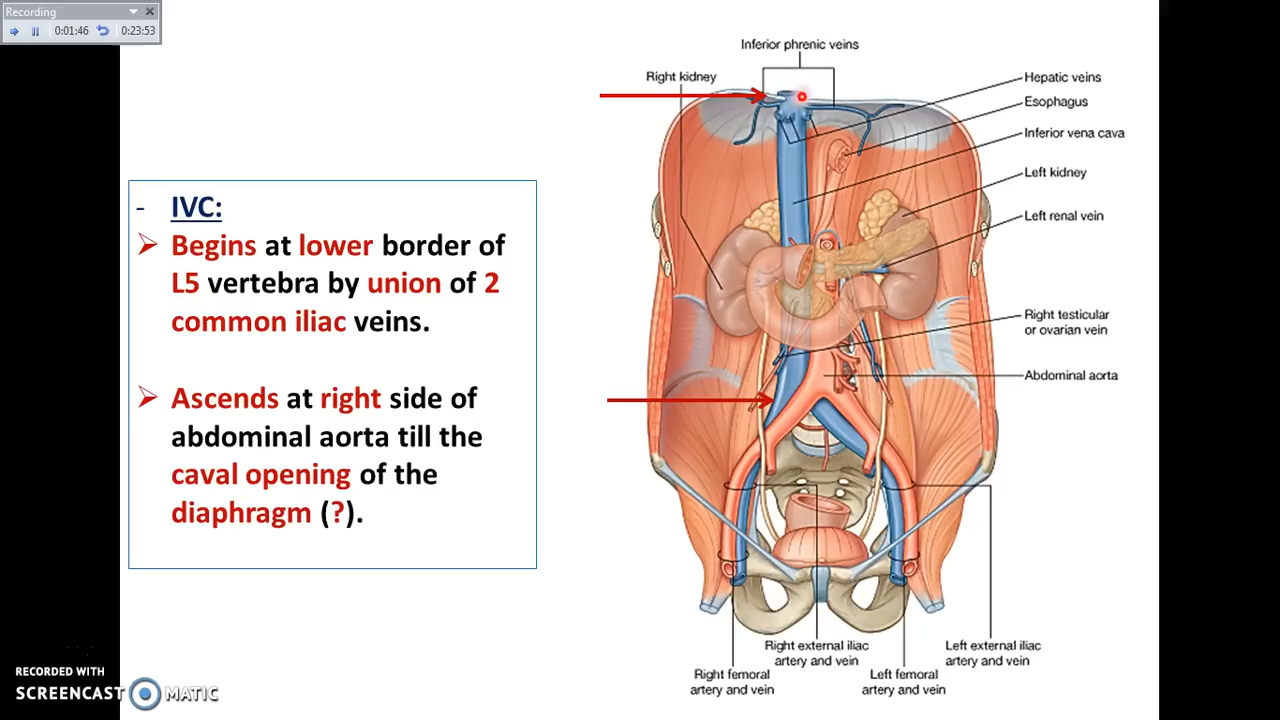 Recording
0:01:46
0:23:53
- IVC:
Begins at lower border of
L5 vertebra by union of 2
common iliac veins.
Ascends at right side of
abdominal aorta till the
caval opening of the
diaphragm (?).
Inferior phrenic veins
Right kidney
Hepatic veins
Esophagus
Inferior vena cava
Left kidney
Left renal vein
Right testicular
or ovarian vein
Abdominal aorta
Right external iliac
artery and vein
Left external iliac
artery and vein
Right femoral
artery and vein
Left femoral
artery and vein
RECORDED WITH
SCREENCAST MATIC